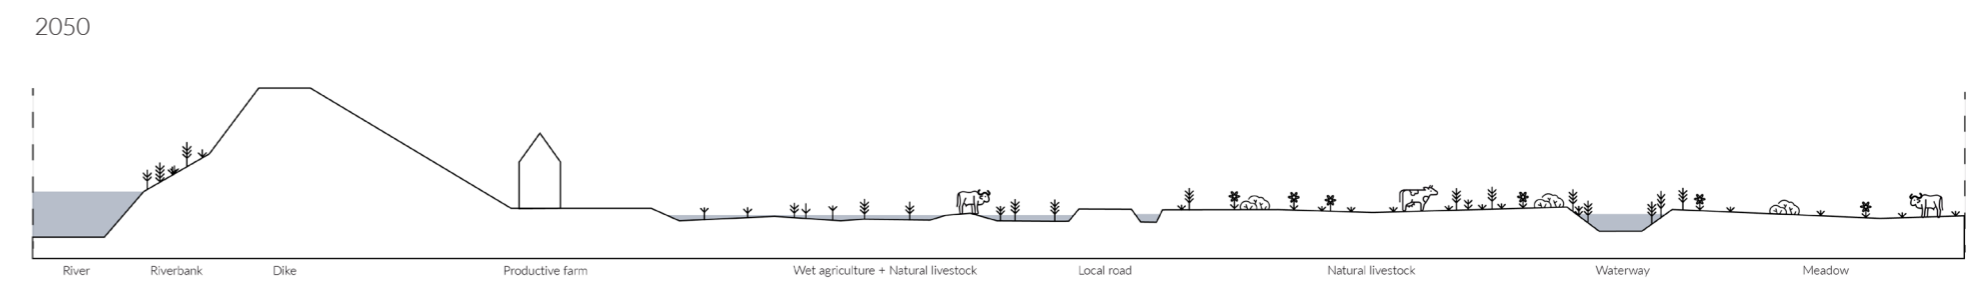 2050
River
Riverbank
Dike
Productive farm
Wet agriculture + Natural livestock
Local road
Natural livestock
Waterway
Meadow